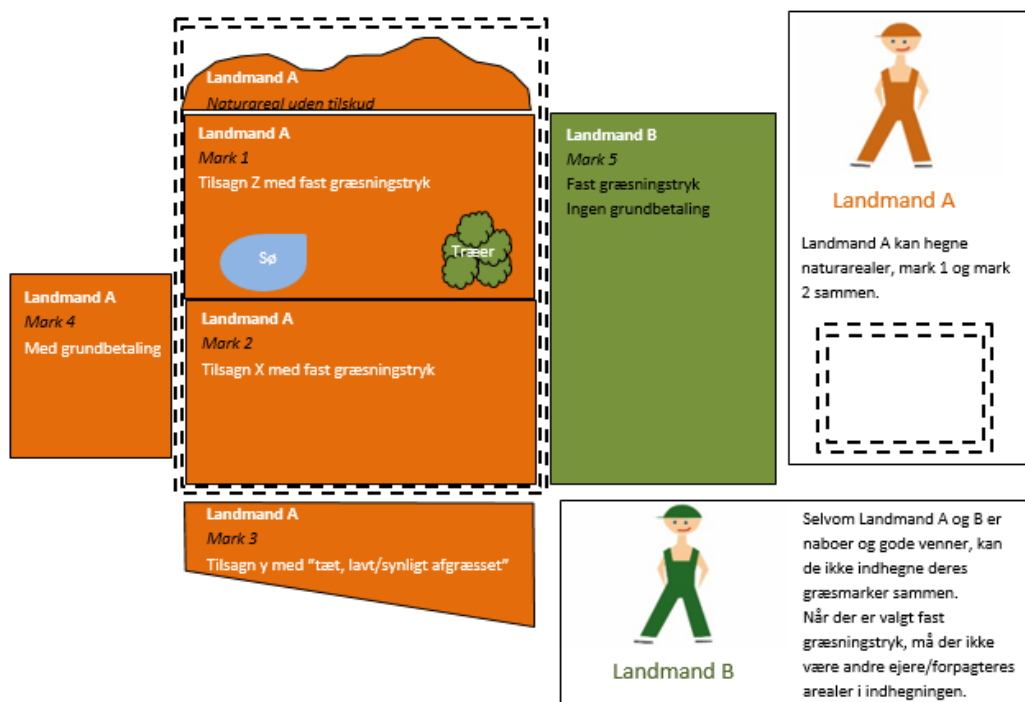 Landmand A
Naturareal uden tilskud
Landmand A
Mark 1
Tilsagn Z med fast græsningstryk
Sø
Træer
Landmand A
Mark 2
Tilsagn X med fast græsningstryk
Landmand A
Mark 4
Med grundbetaling
Landmand A
Mark 3
Tilsagn y med "tæt, lavt/synligt afgræsset"
Landmand B
Mark 5
Fast græsningstryk
Ingen grundbetaling
Landmand A
Landmand A kan hegne
naturarealer, mark 1 og mark
2 sammen.
Landmand B
Selvom Landmand A og B er
naboer og gode venner, kan
de ikke indhegne deres
græsmarker sammen.
Når der er valgt fast
græsningstryk, må der ikke
være andre ejere/forpagteres
arealer i indhegningen.